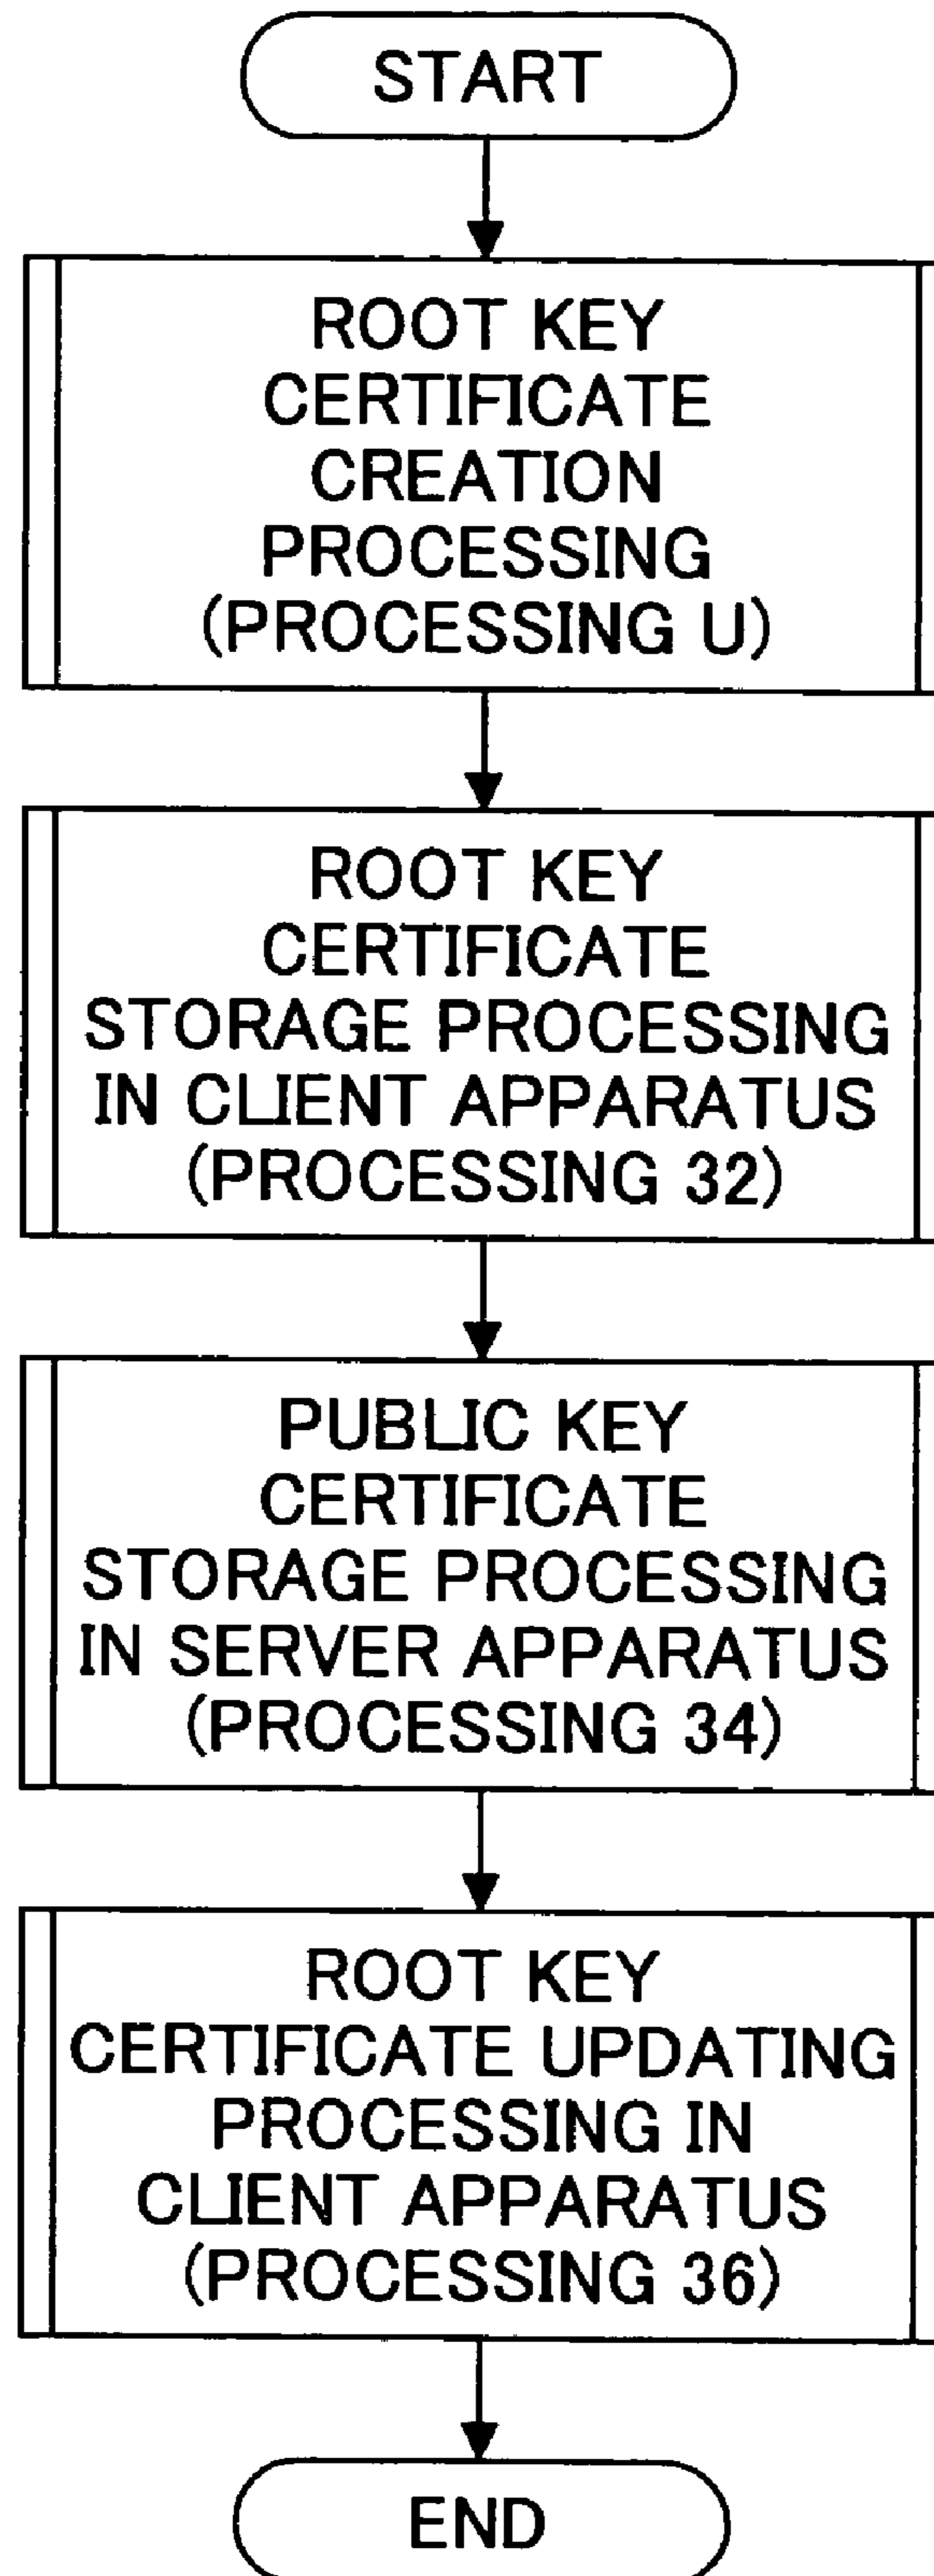 START
ROOT KEY
CERTIFICATE
CREATION
PROCESSING
(PROCESSING U)
ROOT KEY
CERTIFICATE
STORAGE PROCESSING
IN CLIENT APPARATUS
(PROCESSING 32)
PUBLIC KEY
CERTIFICATE
STORAGE PROCESSING
IN SERVER APPARATUS
(PROCESSING 34)
ROOT KEY
CERTIFICATE UPDATING
PROCESSING IN
CLIENT APPARATUS
(PROCESSING 36)
END